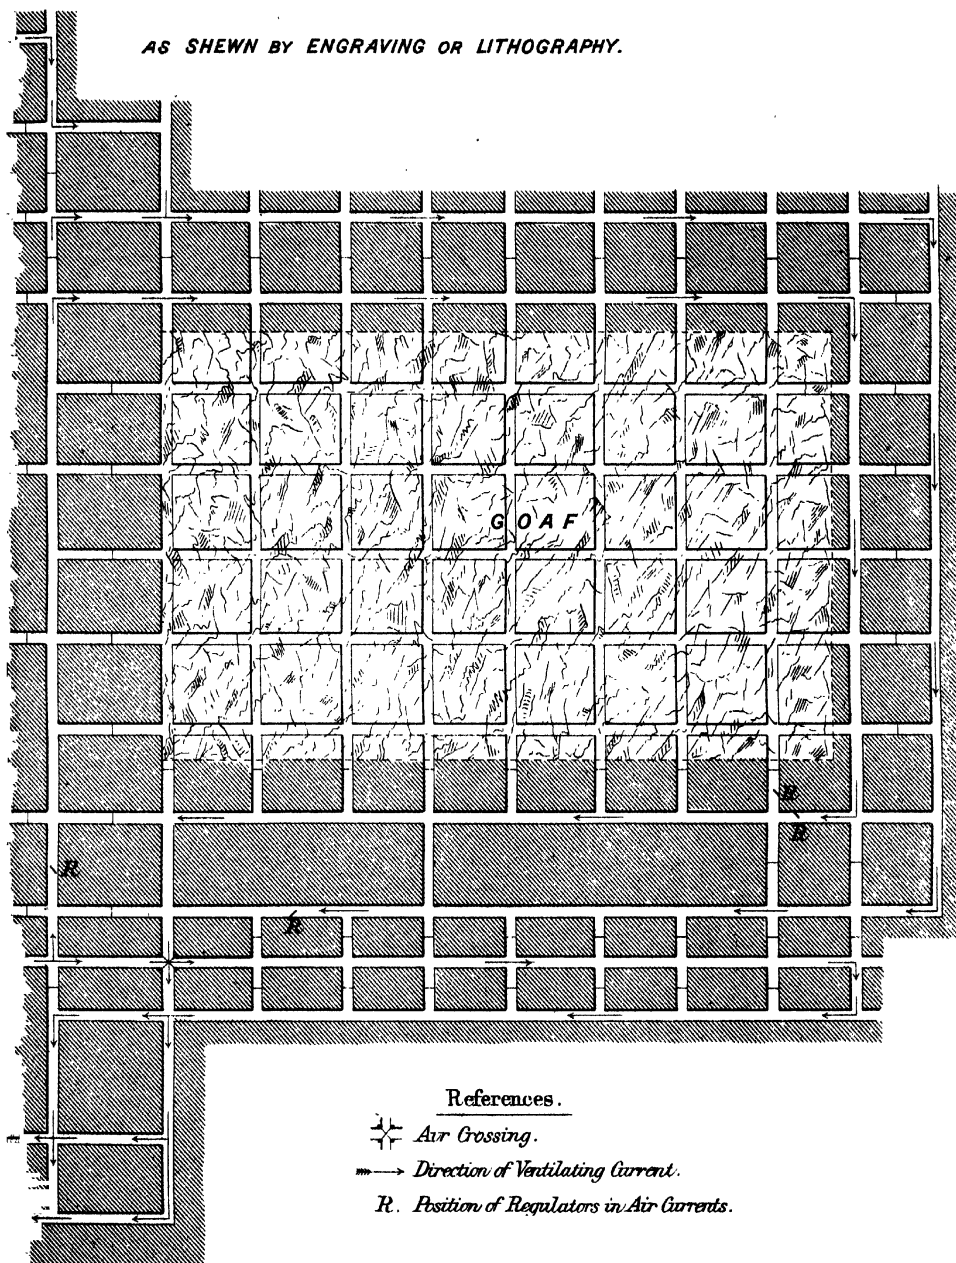 AS SHEWN BY ENGRAVING OR LITHOGRAPHY.
GOAF
R
R
R
R
References.
Air Crossing.
Direction of Ventilating Current.
R. Position of Regulators in Air Currents.